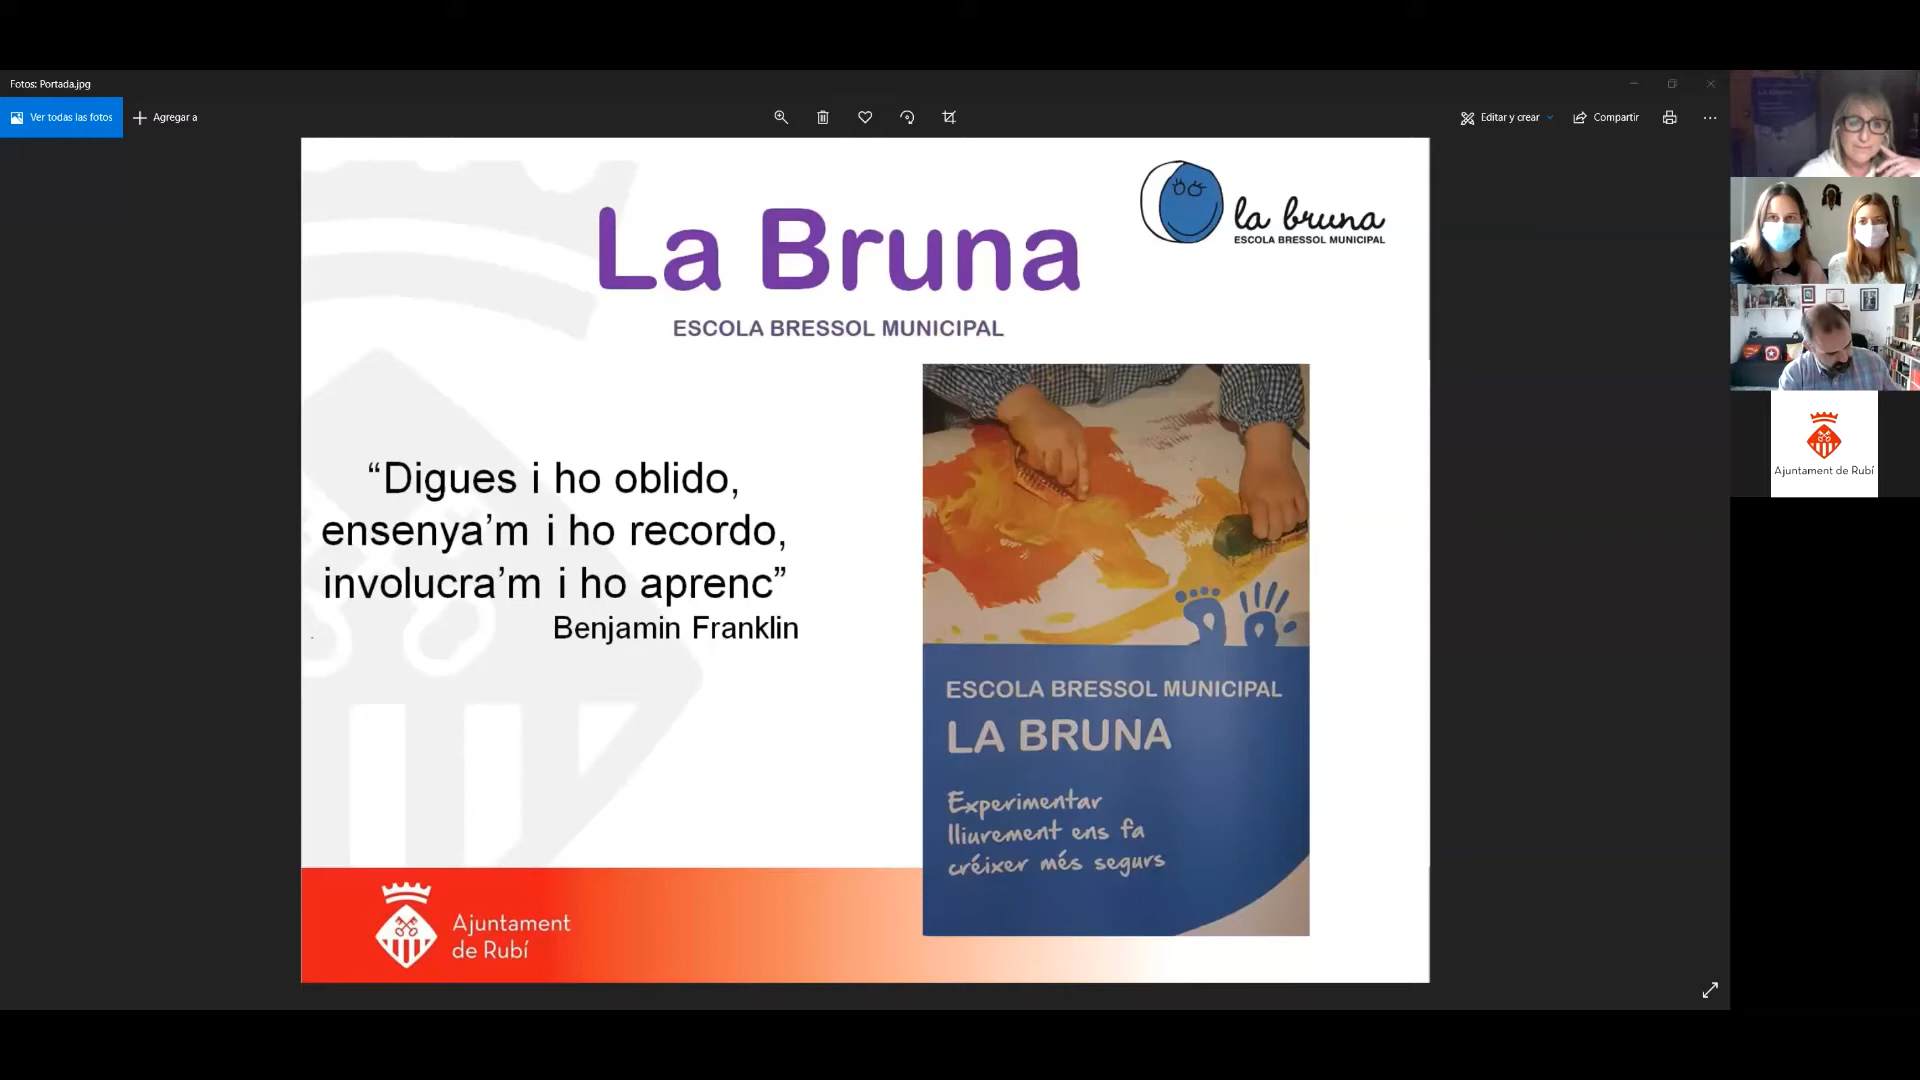 Fotos: Portada.jpg
Ver todas las fotos
Agregar a
Editar y crear
Compartir
La Bruna
ESCOLA BRESSOL MUNICIPAL
la bruna
ESCOLA BRESSOL MUNICIPAL
“Digues i ho oblido,
ensenya’m i ho recordo,
involucra’m i ho aprenc”
Benjamin Franklin
ESCOLA BRESSOL MUNICIPAL
LA BRUNA
Experimentar
lliurement ens fa
créixer més segurs
Ajuntament
de Rubí
LA BRUNA
Ajuntament de Rubí